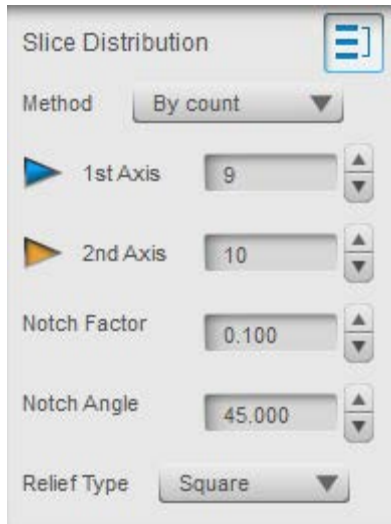 Slice Distribution
Method By count
1st Axis 9
2nd Axis 10
Notch Factor 0.100
Notch Angle 45.000
Relief Type Square